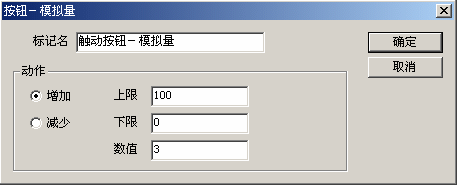 按钮－模拟量
标记名 触动按钮－模拟量 确定
取消
动作
增加 上限 100
减少 下限 0
数值 3